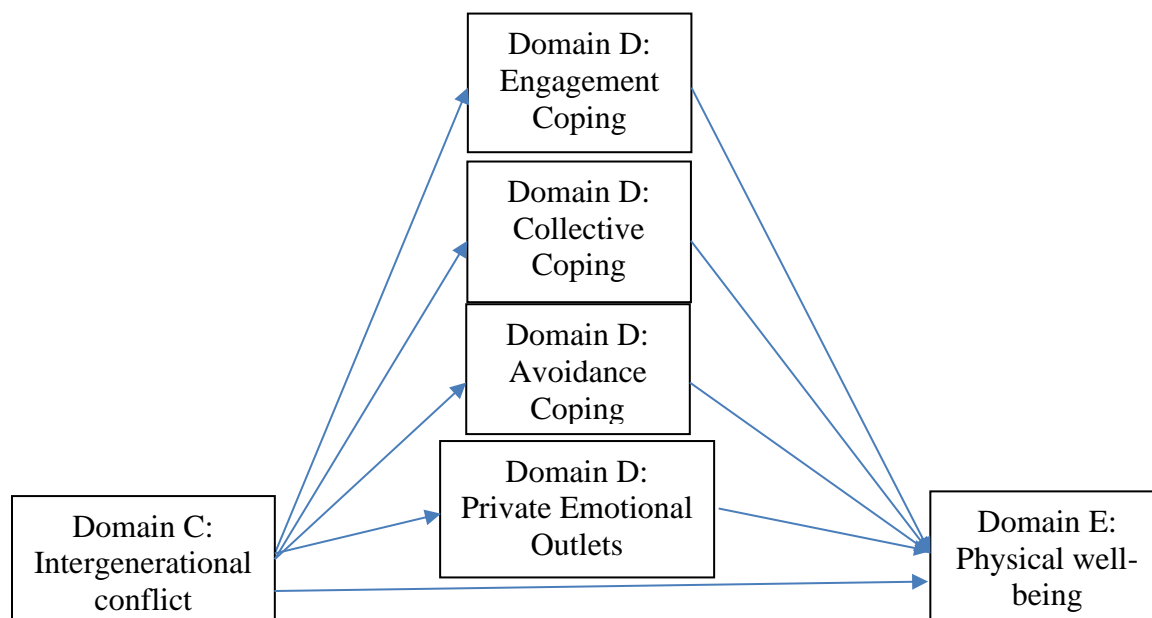 Domain D:
Engagement
Coping
Domain D:
Collective
Coping
Domain D:
Avoidance
Coping
Domain D:
Private Emotional
Outlets
Domain C:
Intergenerational
conflict
Domain E:
Physical well-
being